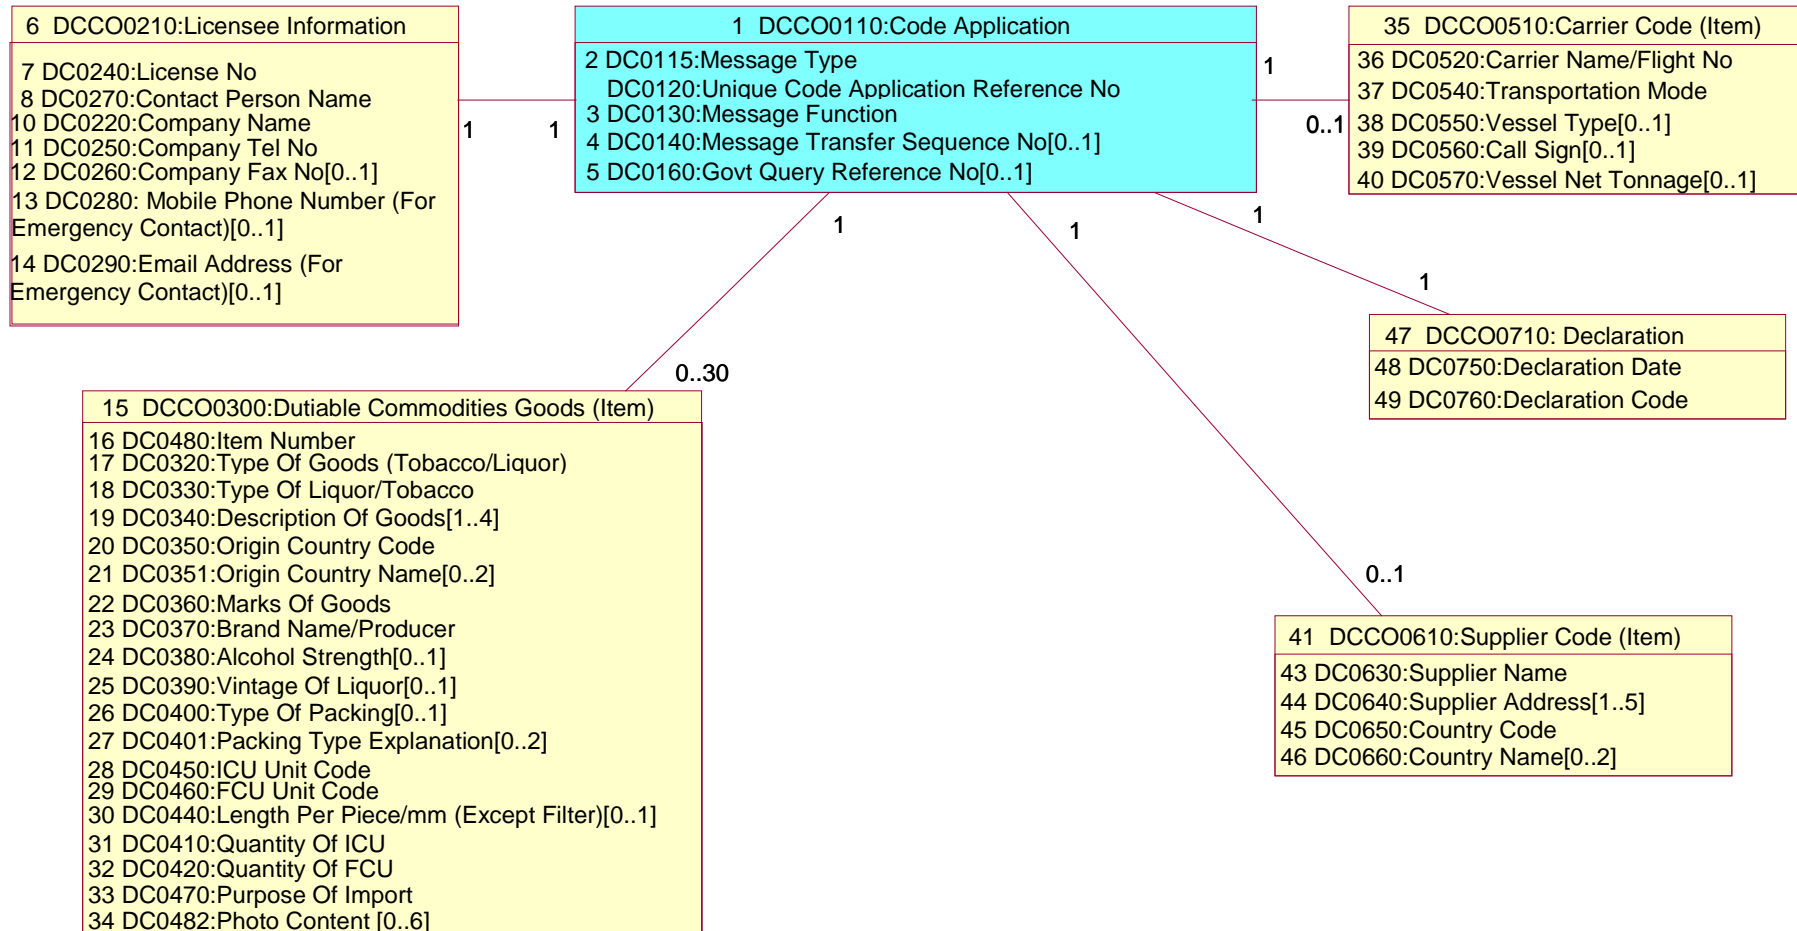 6 DCCO0210:Licensee Information
7 DC0240:License No
8 DC0270:Contact Person Name
10 DC0220:Company Name
11 DC0250:Company Tel No
12 DC0260:Company Fax No[0..1]
13 DC0280: Mobile Phone Number (For
Emergency Contact)[0..1]
14 DC0290:Email Address (For
Emergency Contact)[0..1]
1
1
1 DCCO0110:Code Application
2 DC0115:Message Type
DC0120:Unique Code Application Reference No
3 DC0130:Message Function
4 DC0140:Message Transfer Sequence No[0..1]
5 DC0160:Govt Query Reference No[0..1]
1
0..1
35 DCCO0510:Carrier Code (Item)
36 DC0520:Carrier Name/Flight No
37 DC0540:Transportation Mode
38 DC0550:Vessel Type[0..1]
39 DC0560:Call Sign[0..1]
40 DC0570:Vessel Net Tonnage[0..1]
1
1
1
1
47 DCCO0710: Declaration
48 DC0750:Declaration Date
49 DC0760:Declaration Code
0..30
15 DCCO0300:Dutiable Commodities Goods (Item)
16 DC0480:Item Number
17 DC0320:Type Of Goods (Tobacco/Liquor)
18 DC0330:Type Of Liquor/Tobacco
19 DC0340:Description Of Goods[1..4]
20 DC0350:Origin Country Code
21 DC0351:Origin Country Name[0..2]
22 DC0360:Marks Of Goods
23 DC0370:Brand Name/Producer
24 DC0380:Alcohol Strength[0..1]
25 DC0390:Vintage Of Liquor[0..1]
26 DC0400:Type Of Packing[0..1]
27 DC0401:Packing Type Explanation[0..2]
28 DC0450:ICU Unit Code
29 DC0460:FCU Unit Code
30 DC0440:Length Per Piece/mm (Except Filter)[0..1]
31 DC0410:Quantity Of ICU
32 DC0420:Quantity Of FCU
33 DC0470:Purpose Of Import
34 DC0482:Photo Content [0..6]
0..1
41 DCCO0610:Supplier Code (Item)
43 DC0630:Supplier Name
44 DC0640:Supplier Address[1..5]
45 DC0650:Country Code
46 DC0660:Country Name[0..2]